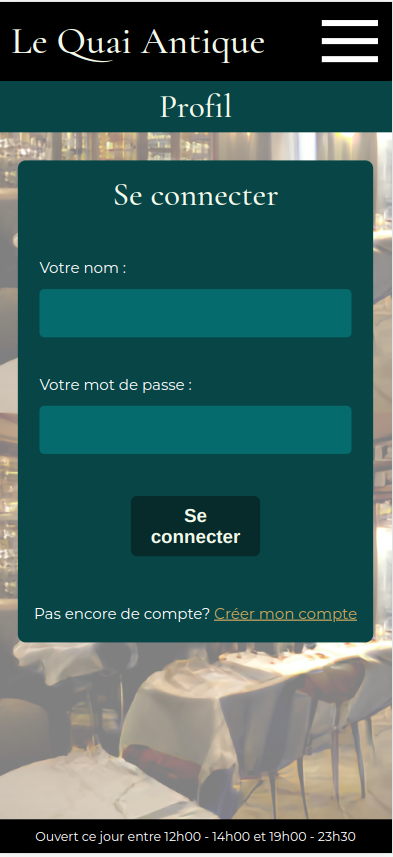 Le Quai Antique
Profil
Se connecter
Votre nom :
Votre mot de passe :
Se
connecter
Pas encore de compte? Créer mon compte
Ouvert ce jour entre 12h00 - 14h00 et 19h00 - 23h30